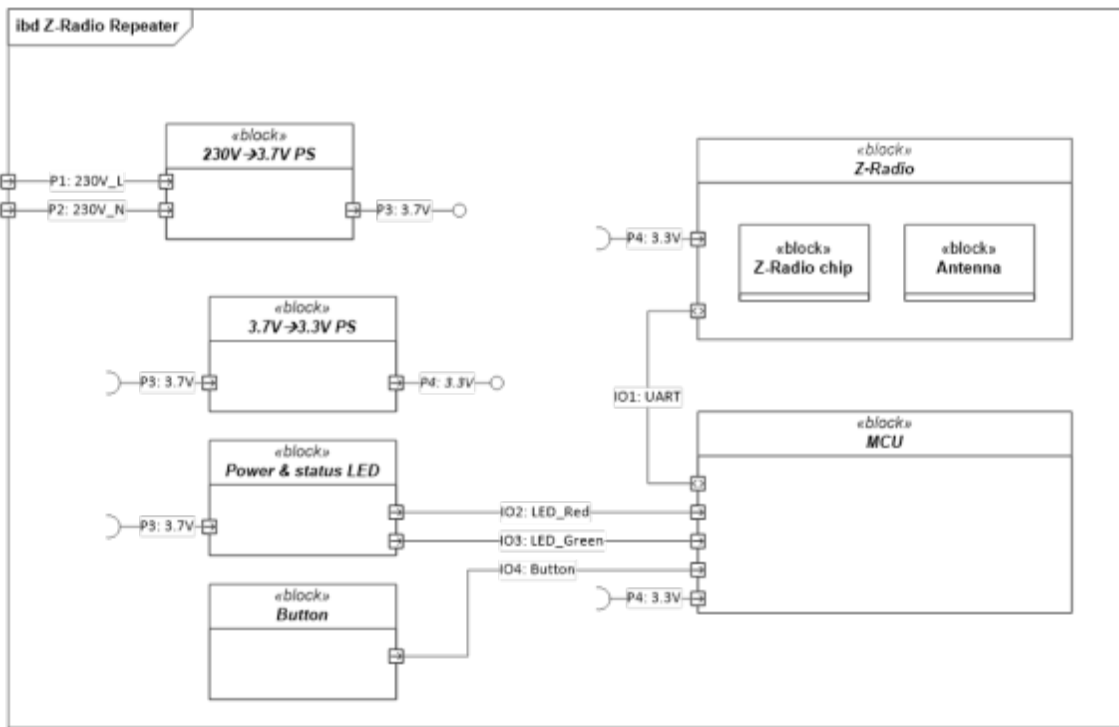 ibd Z-Radio Repeater
«block»
230V→3.7V PS
P1: 230V_L
P2: 230V_N
P3: 3.7V
«block»
3.7V→3.3V PS
P3: 3.7V
P4: 3.3V
«block»
Power & status LED
P3: 3.7V
«block»
Button
«block»
Z-Radio
P4: 3.3V
«block»
Z-Radio chip
«block»
Antenna
IO1: UART
«block»
MCU
IO2: LED_Red
IO3: LED_Green
IO4: Button
P4: 3.3V